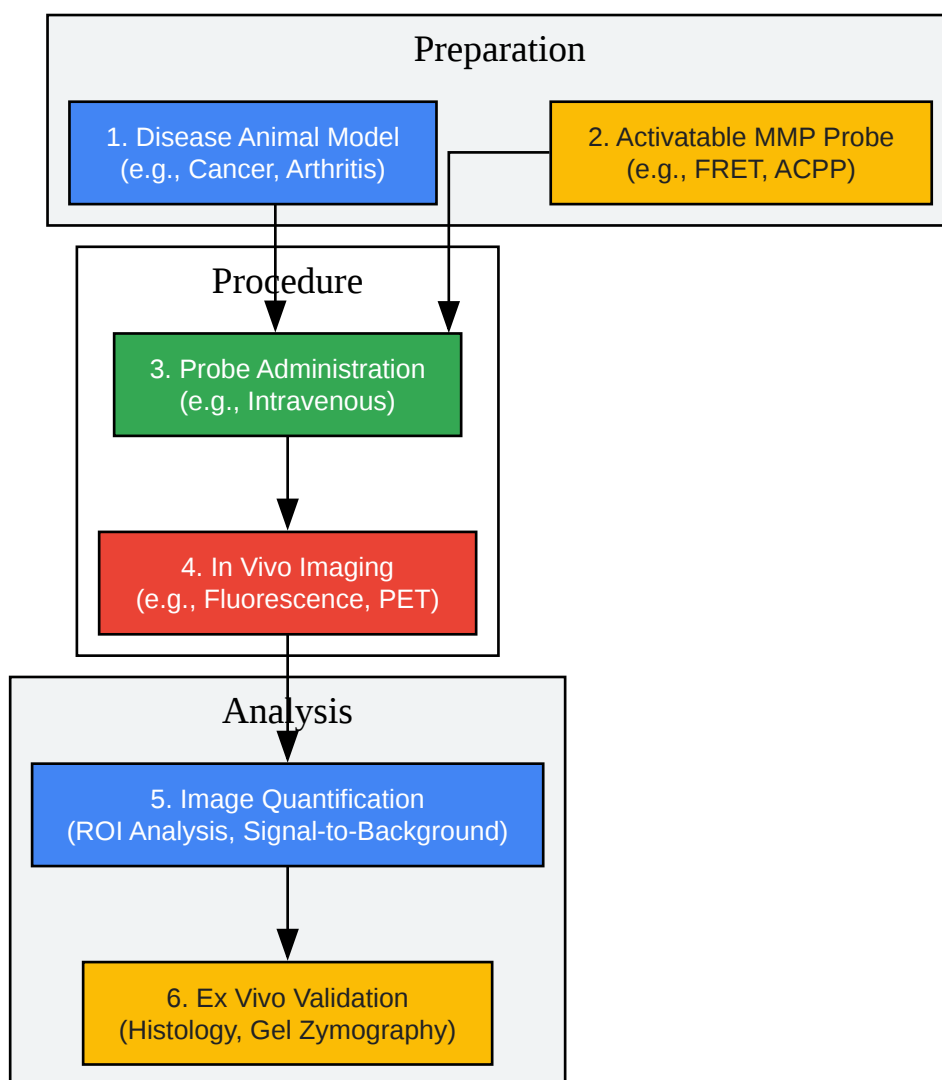 Preparation
1. Disease Animal Model
(e.g., Cancer, Arthritis)
2. Activatable MMP Probe
(e.g., FRET, ACPP)
Procedure
3. Probe Administration
(e.g., Intravenous)
4. In Vivo Imaging
(e.g., Fluorescence, PET)
Analysis
5. Image Quantification
(ROI Analysis, Signal-to-Background)
6. Ex Vivo Validation
(Histology, Gel Zymography)